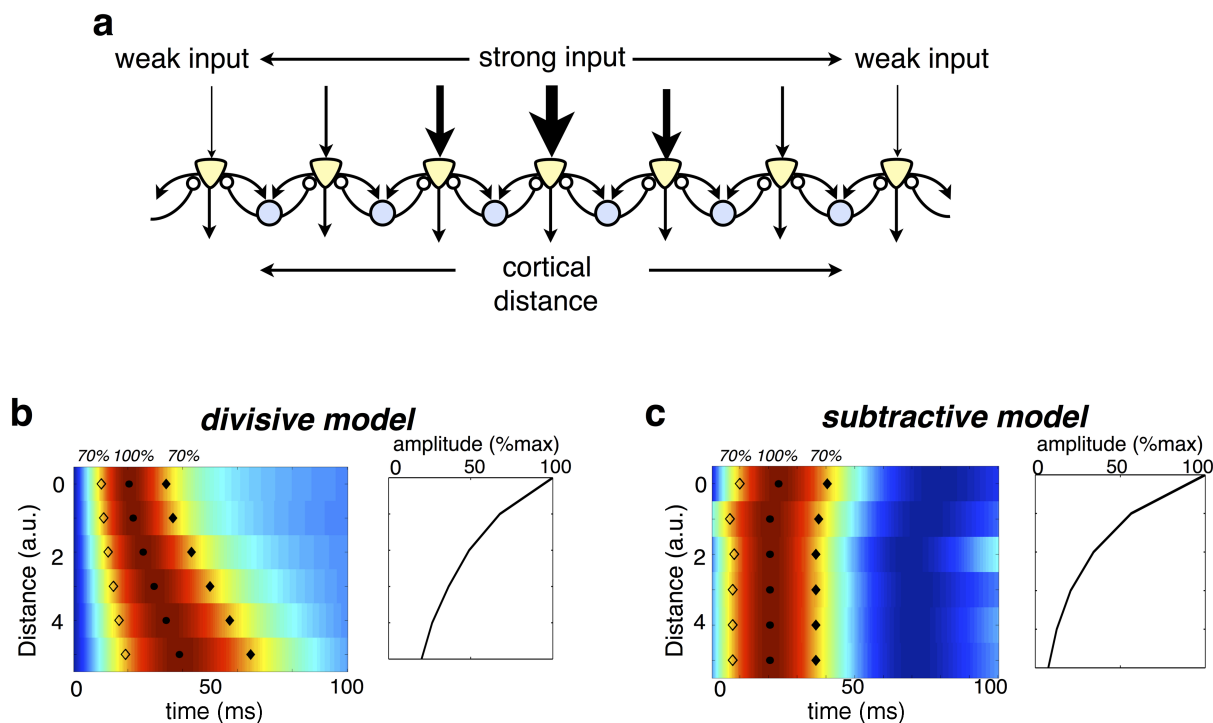 a
weak input
strong input
weak input
cortical
distance
b
divisive model
70% 100% 70%
Distance (a.u.)
0
2
4
0 50 100
time (ms)
amplitude (%max)
0 50 100
c
subtractive model
70% 100% 70%
Distance (a.u.)
0
2
4
0 50 100
time (ms)
amplitude (%max)
0 50 100